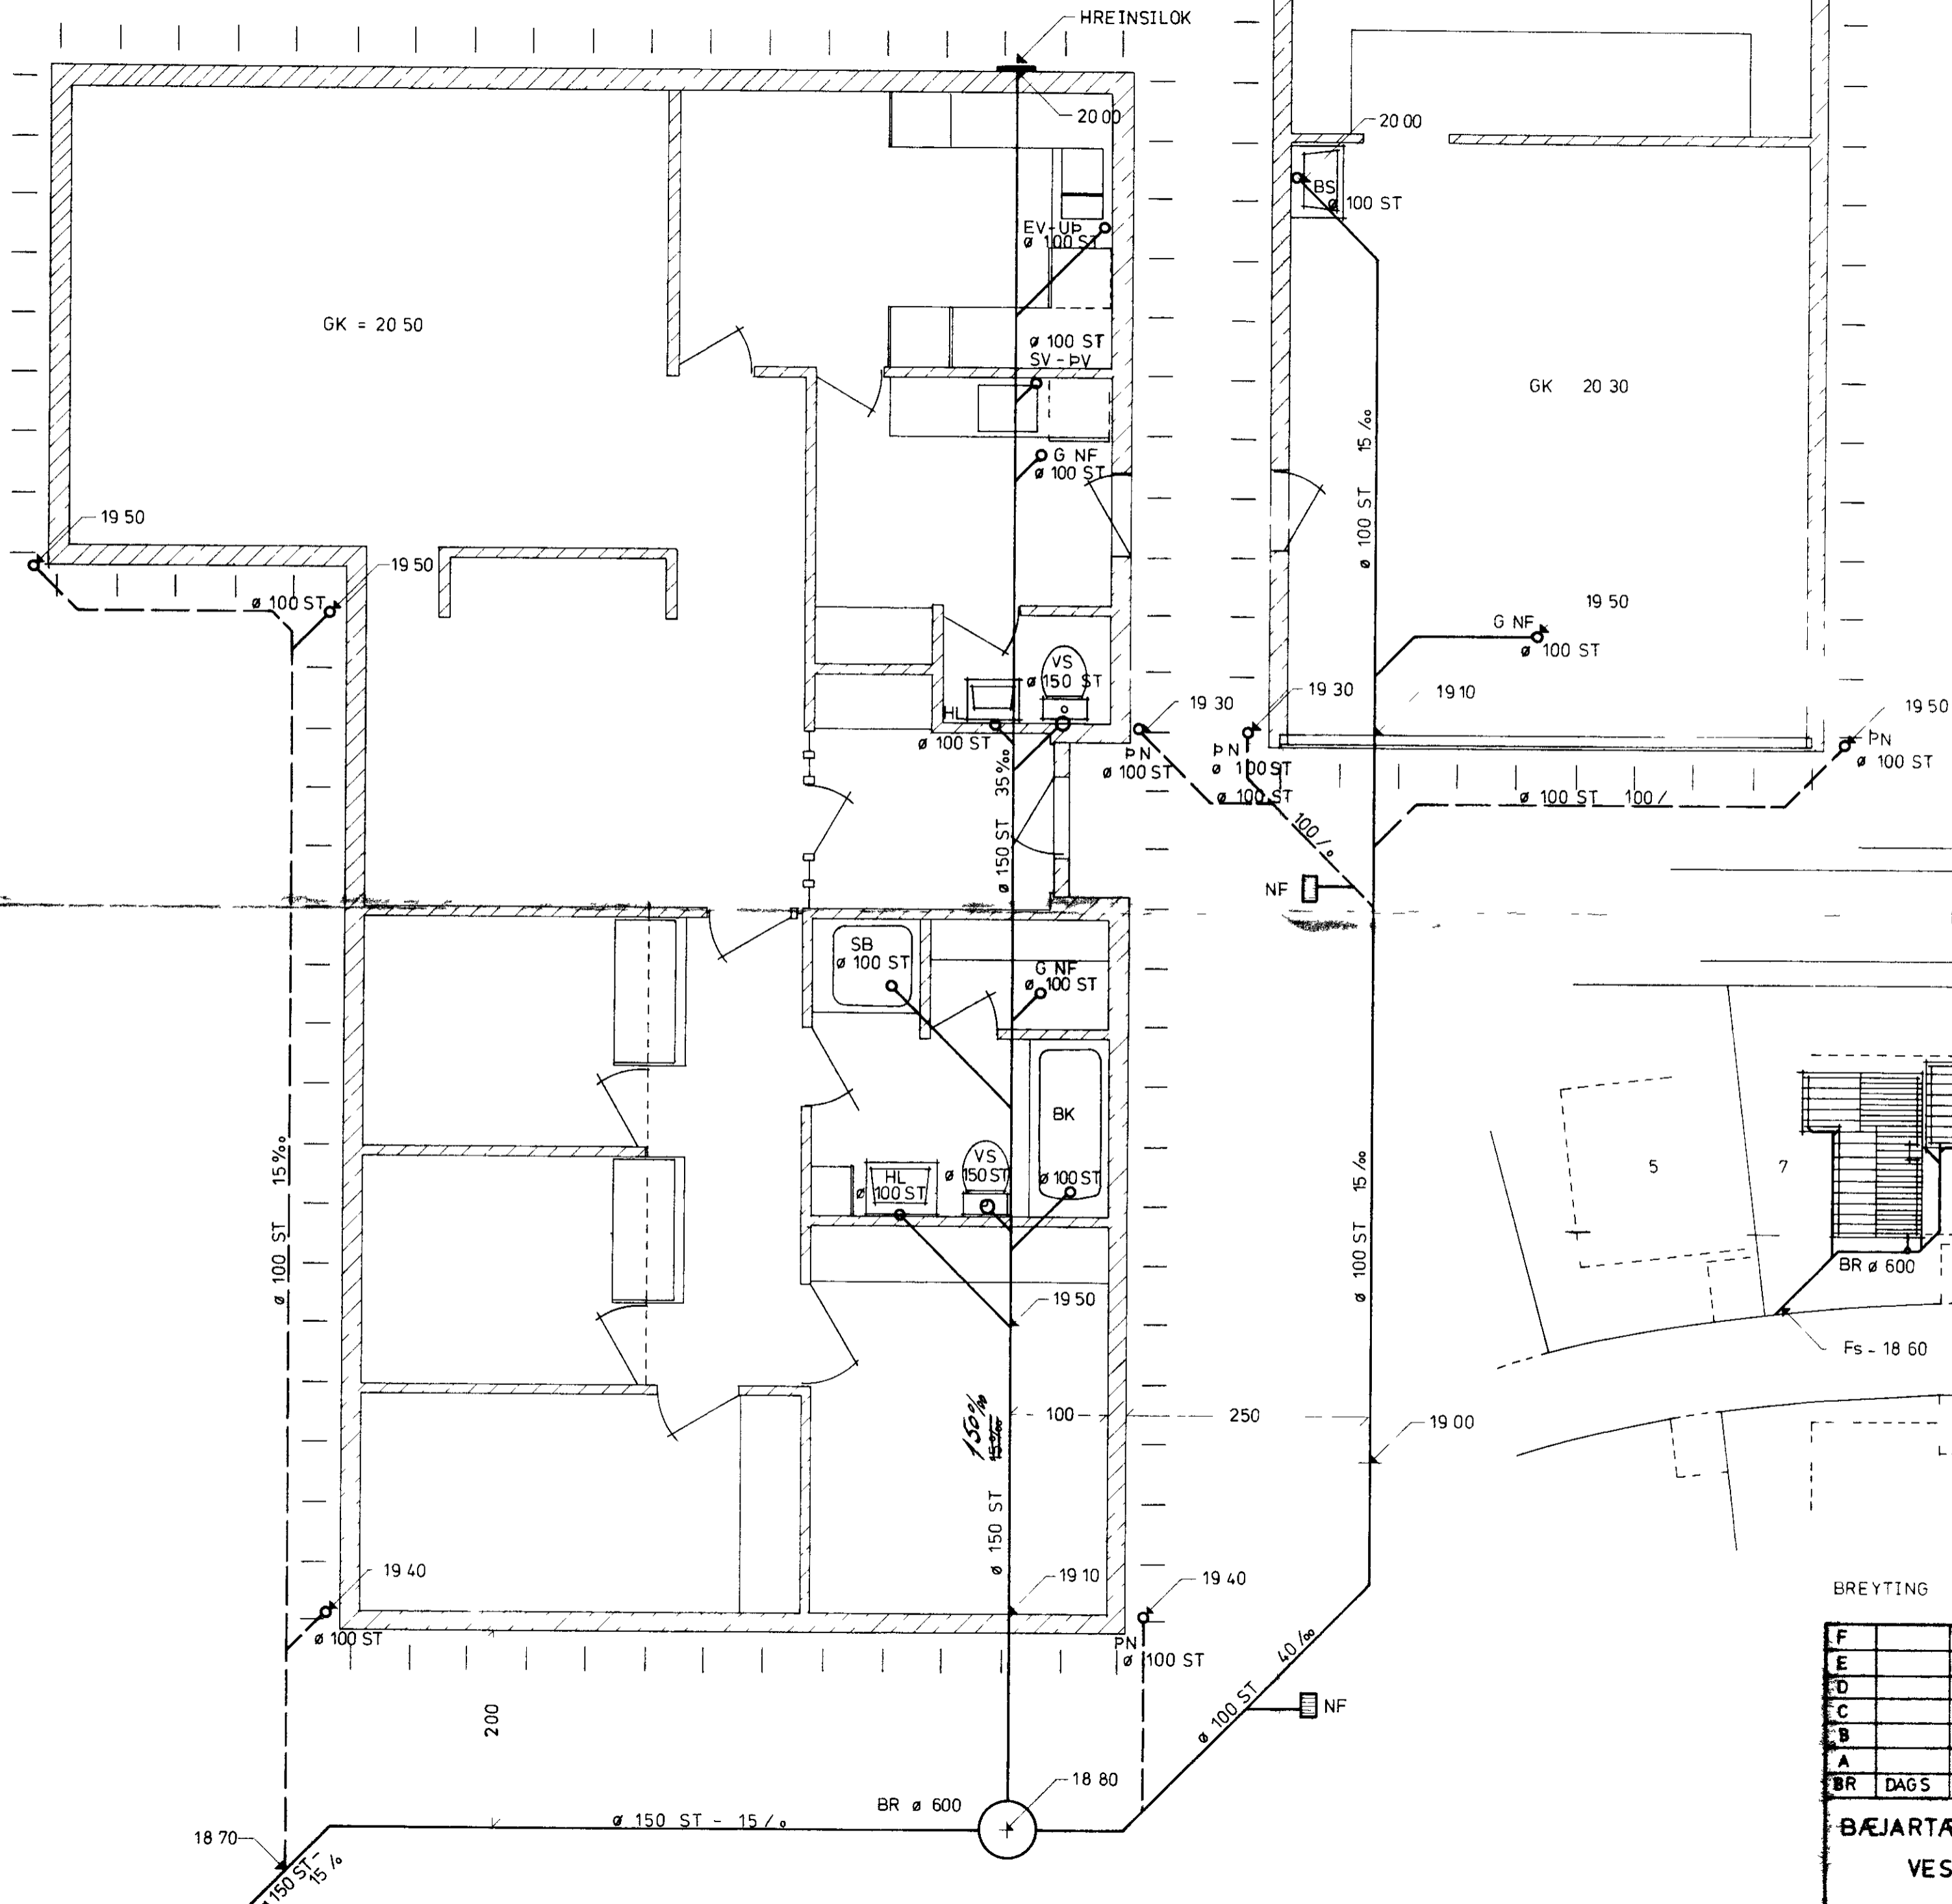 HREINSILOK
20 00
20 00
BS
ø 100 ST
EV-UÞ
ø 100 ST
GK = 20 50
ø 100 ST
SV - ÞV
GK 20 30
ø 100 ST 15 ‰
G NF
ø 100 ST
19 50
19 50
ø 100 ST
19 50
G NF
ø 100 ST
VS
ø 150 ST
HL
ø 100 ST
19 30
ÞN
ø 100 ST
19 30
ÞN
ø 100 ST
ø 100 ST
19 10
19 50
ÞN
ø 100 ST
ø 100 ST 100/
100/o
ø 150 ST 35‰
NF
SB
ø 100 ST
G NF
ø 100 ST
BK
VS
ø 150 ST
HL
ø 100 ST
ø 100 ST
ø 100 ST 15‰
ø 100 ST 15‰
5
7
BR ø 600
Fs - 18 60
19 50
150‰
15‰
ø 150 ST
100
250
19 00
19 40
ø 100 ST
19 10
19 40
ÞN
ø 100 ST
200
40/oo
ø 100 ST
NF
18 80
BR ø 600
ø 150 ST - 15/o
18 70
150 ST -
15 /o
BREYTING
F
E
D
C
B
A
BR DAGS
BÆJARTÆ
VES